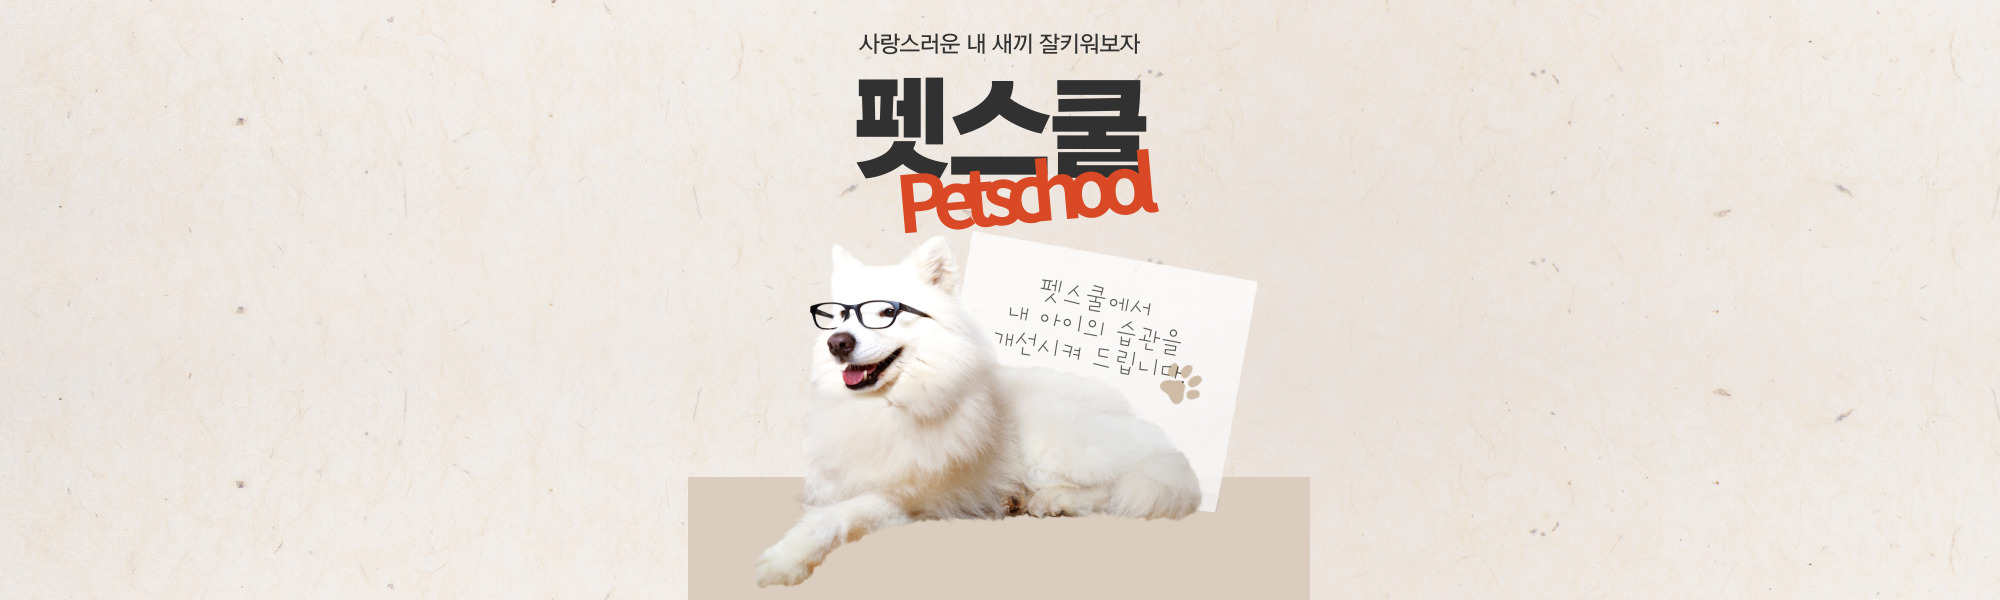 사랑스러운 내 새끼 잘키워보자
펫스쿨
Petschool
펫스쿨에서
내 아이의 습관을
개선시켜 드립니다.